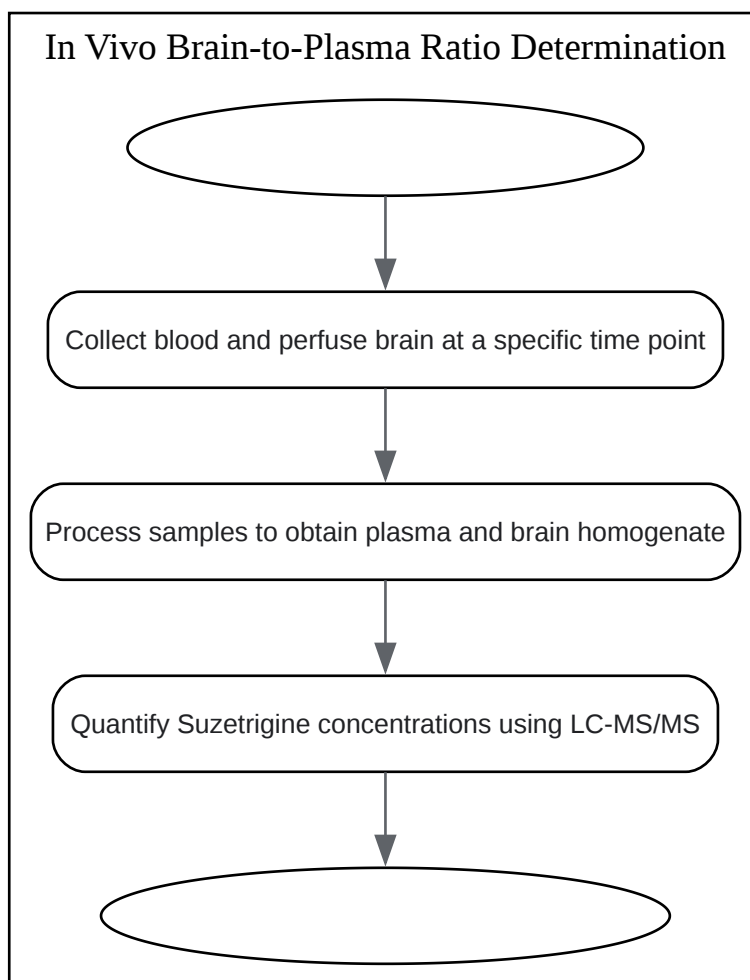 In Vivo Brain-to-Plasma Ratio Determination
Collect blood and perfuse brain at a specific time point
Process samples to obtain plasma and brain homogenate
Quantify Suzetrigine concentrations using LC-MS/MS